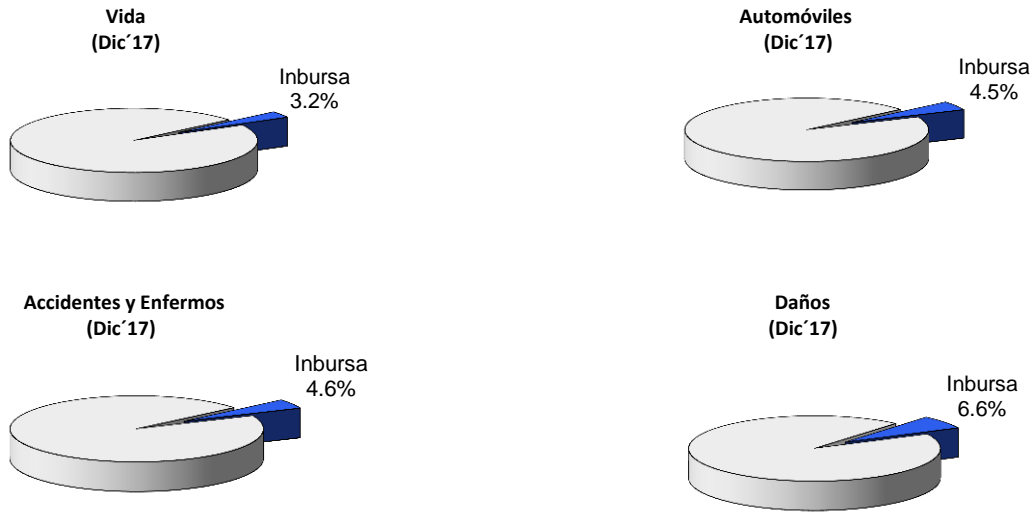 Vida
(Dic´17)
Inbursa
3.2%
Automóviles
(Dic´17)
Inbursa
4.5%
Accidentes y Enfermos
(Dic´17)
Inbursa
4.6%
Daños
(Dic´17)
Inbursa
6.6%